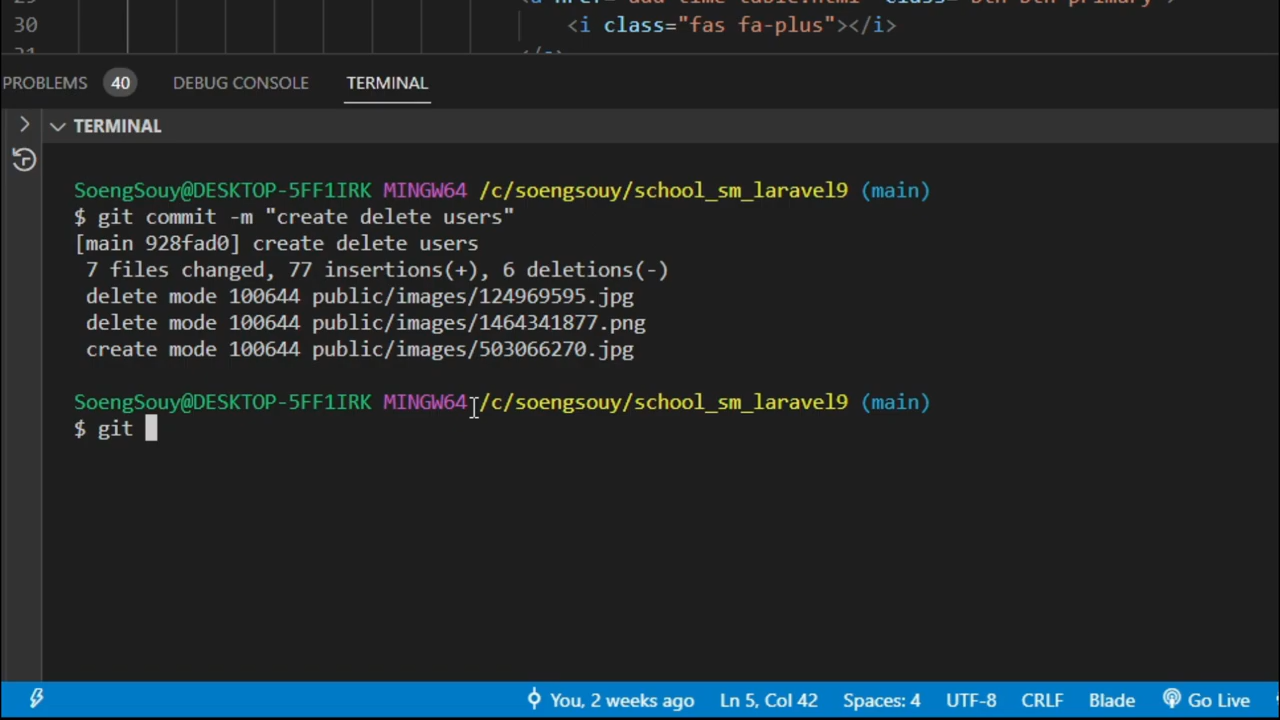 30 <i class="fas fa-plus"></i>
PROBLEMS 40 DEBUG CONSOLE TERMINAL
TERMINAL
SoengSouy@DESKTOP-5FF1IRK MINGW64 /c/soengsouy/school_sm_laravel9 (main)
$ git commit -m "create delete users"
[main 928fad0] create delete users
7 files changed, 77 insertions(+), 6 deletions(-)
delete mode 100644 public/images/124969595.jpg
delete mode 100644 public/images/1464341877.png
create mode 100644 public/images/503066270.jpg
SoengSouy@DESKTOP-5FF1IRK MINGW64 /c/soengsouy/school_sm_laravel9 (main)
$ git
You, 2 weeks ago Ln 5, Col 42 Spaces: 4 UTF-8 CRLF Blade Go Live